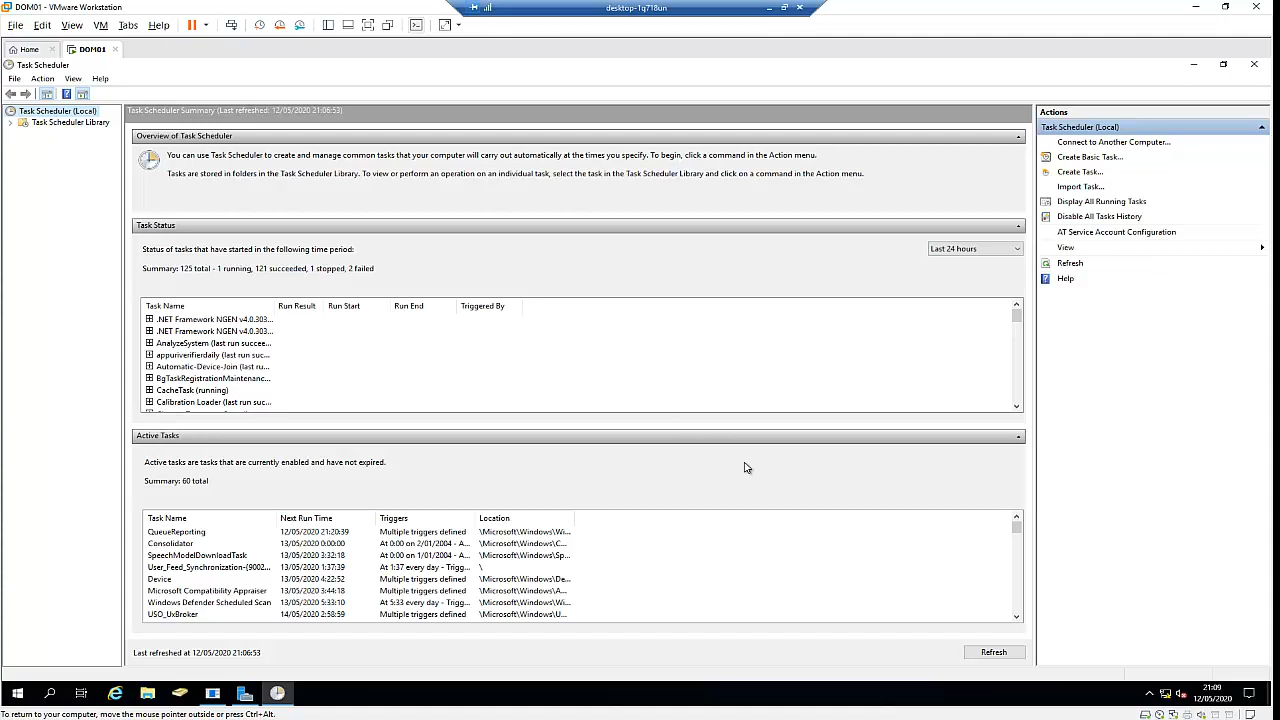 DOM01 - VMware Workstation
desktop-1q718un
File Edit View VM Tabs Help
Home DOM01
Task Scheduler
File Action View Help
Task Scheduler (Local)
Task Scheduler Library
Task Scheduler Summary (Last refreshed: 12/05/2020 21:06:53)
Overview of Task Scheduler
You can use Task Scheduler to create and manage common tasks that your computer will carry out automatically at the times you specify. To begin, click a command in the Action menu.
Tasks are stored in folders in the Task Scheduler Library. To view or perform an operation on an individual task, select the task in the Task Scheduler Library and click on a command in the Action menu.
Task Status
Status of tasks that have started in the following time period:
Last 24 hours
Summary: 125 total - 1 running, 121 succeeded, 1 stopped, 2 failed
Task Name Run Result Run Start Run End Triggered By
.NET Framework NGEN v4.0.303...
.NET Framework NGEN v4.0.303...
AnalyzeSystem (last run succee...
appuriverifierdaily (last run suc...
Automatic-Device-Join (last ru...
BgTaskRegistrationMaintenanc...
CacheTask (running)
Calibration Loader (last run suc...
Active Tasks
Active tasks are tasks that are currently enabled and have not expired.
Summary: 60 total
Task Name Next Run Time Triggers Location
QueueReporting 12/05/2020 21:20:39 Multiple triggers defined \Microsoft\Windows\Wi...
Consolidator 13/05/2020 0:00:00 At 0:00 on 2/01/2004 - A... \Microsoft\Windows\C...
SpeechModelDownloadTask 13/05/2020 3:32:18 At 0:00 on 1/01/2004 - A... \Microsoft\Windows\Sp...
User_Feed_Synchronization-{9002... 13/05/2020 1:37:39 At 1:37 every day - Trigg... \
Device 13/05/2020 4:22:52 Multiple triggers defined \Microsoft\Windows\De...
Microsoft Compatibility Appraiser 13/05/2020 3:44:18 Multiple triggers defined \Microsoft\Windows\A...
Windows Defender Scheduled Scan 13/05/2020 5:33:10 At 5:33 every day - Trigg... \Microsoft\Windows\Wi...
USO_UxBroker 14/05/2020 2:58:59 Multiple triggers defined \Microsoft\Windows\U...
Last refreshed at 12/05/2020 21:06:53
Refresh
Actions
Task Scheduler (Local)
Connect to Another Computer...
Create Basic Task...
Create Task...
Import Task...
Display All Running Tasks
Disable All Tasks History
AT Service Account Configuration
View
Refresh
Help
21:09
12/05/2020
To return to your computer, move the mouse pointer outside or press Ctrl+Alt.